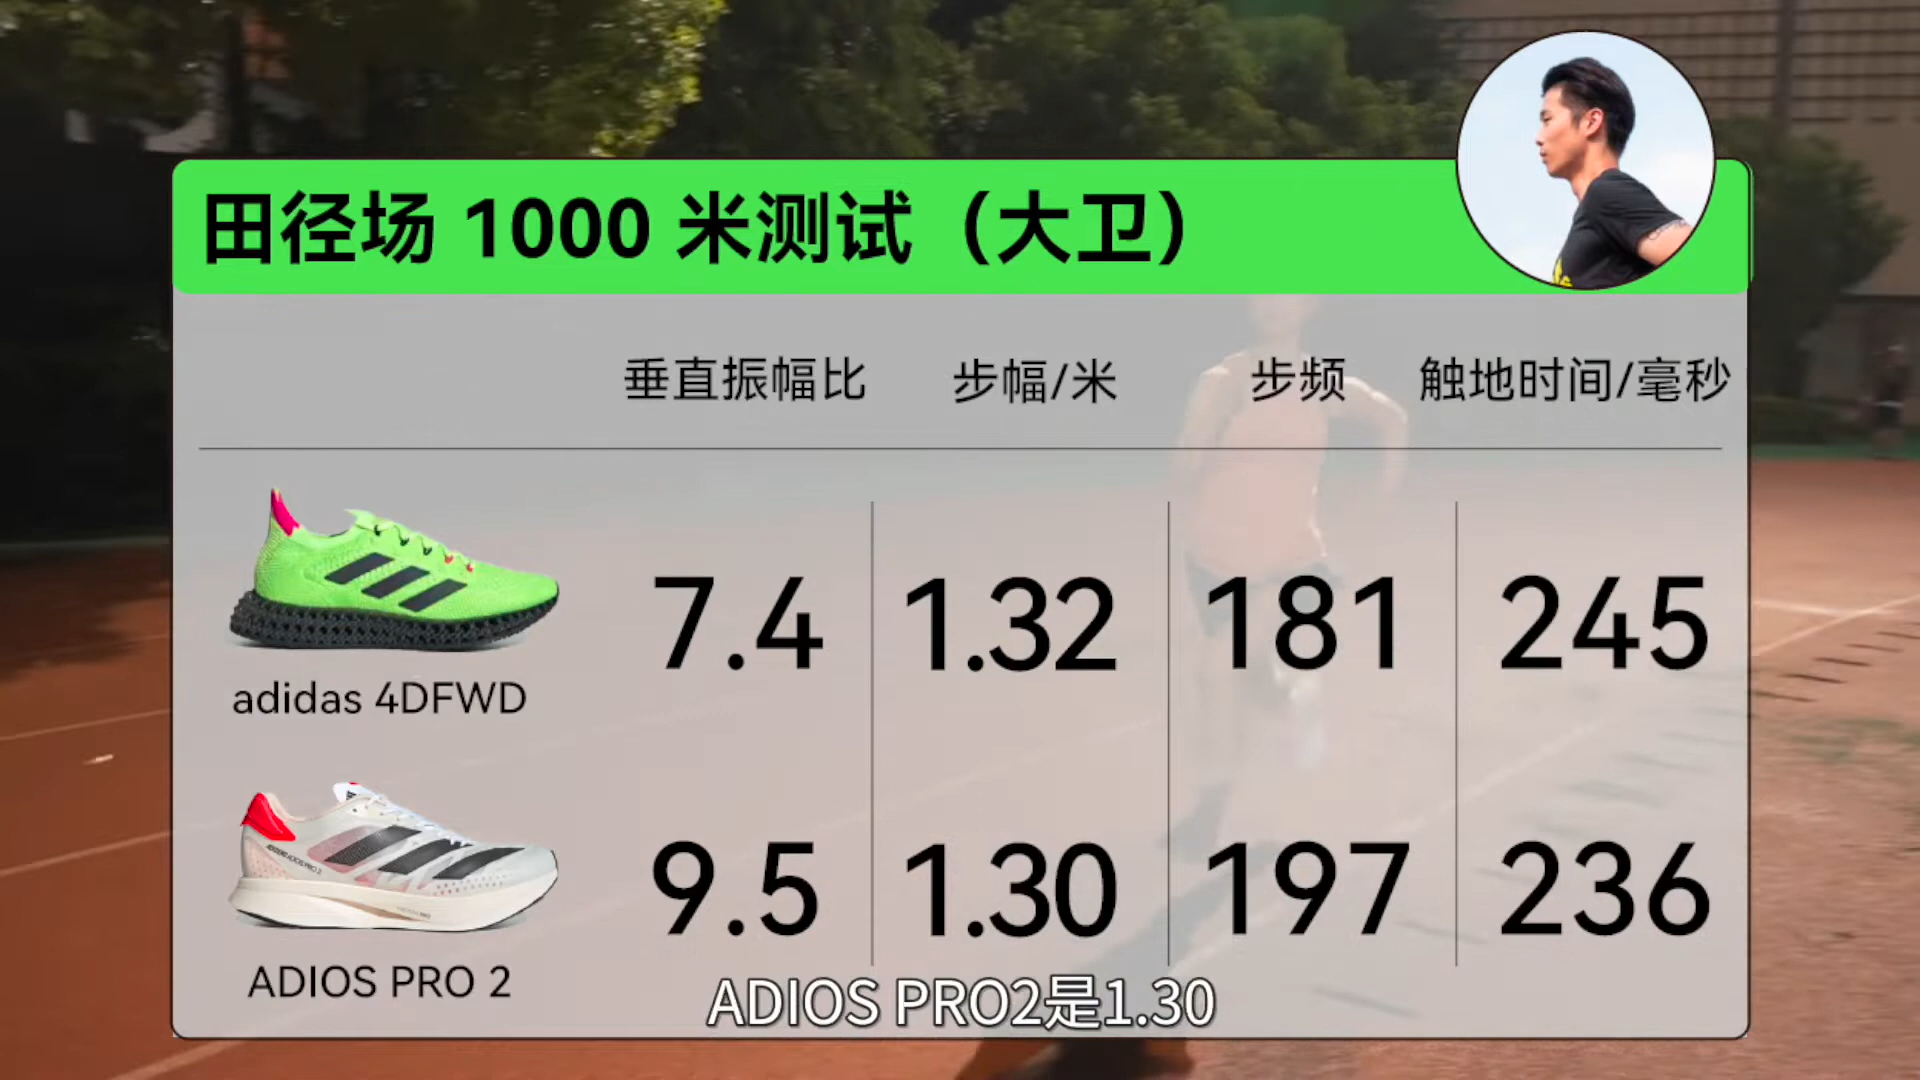 田径场 1000 米测试（大卫）
垂直振幅比 步幅/米 步频 触地时间/毫秒
7.4 1.32 181 245
adidas 4DFWD
9.5 1.30 197 236
ADIOS PRO 2
ADIOS PRO2是1.30